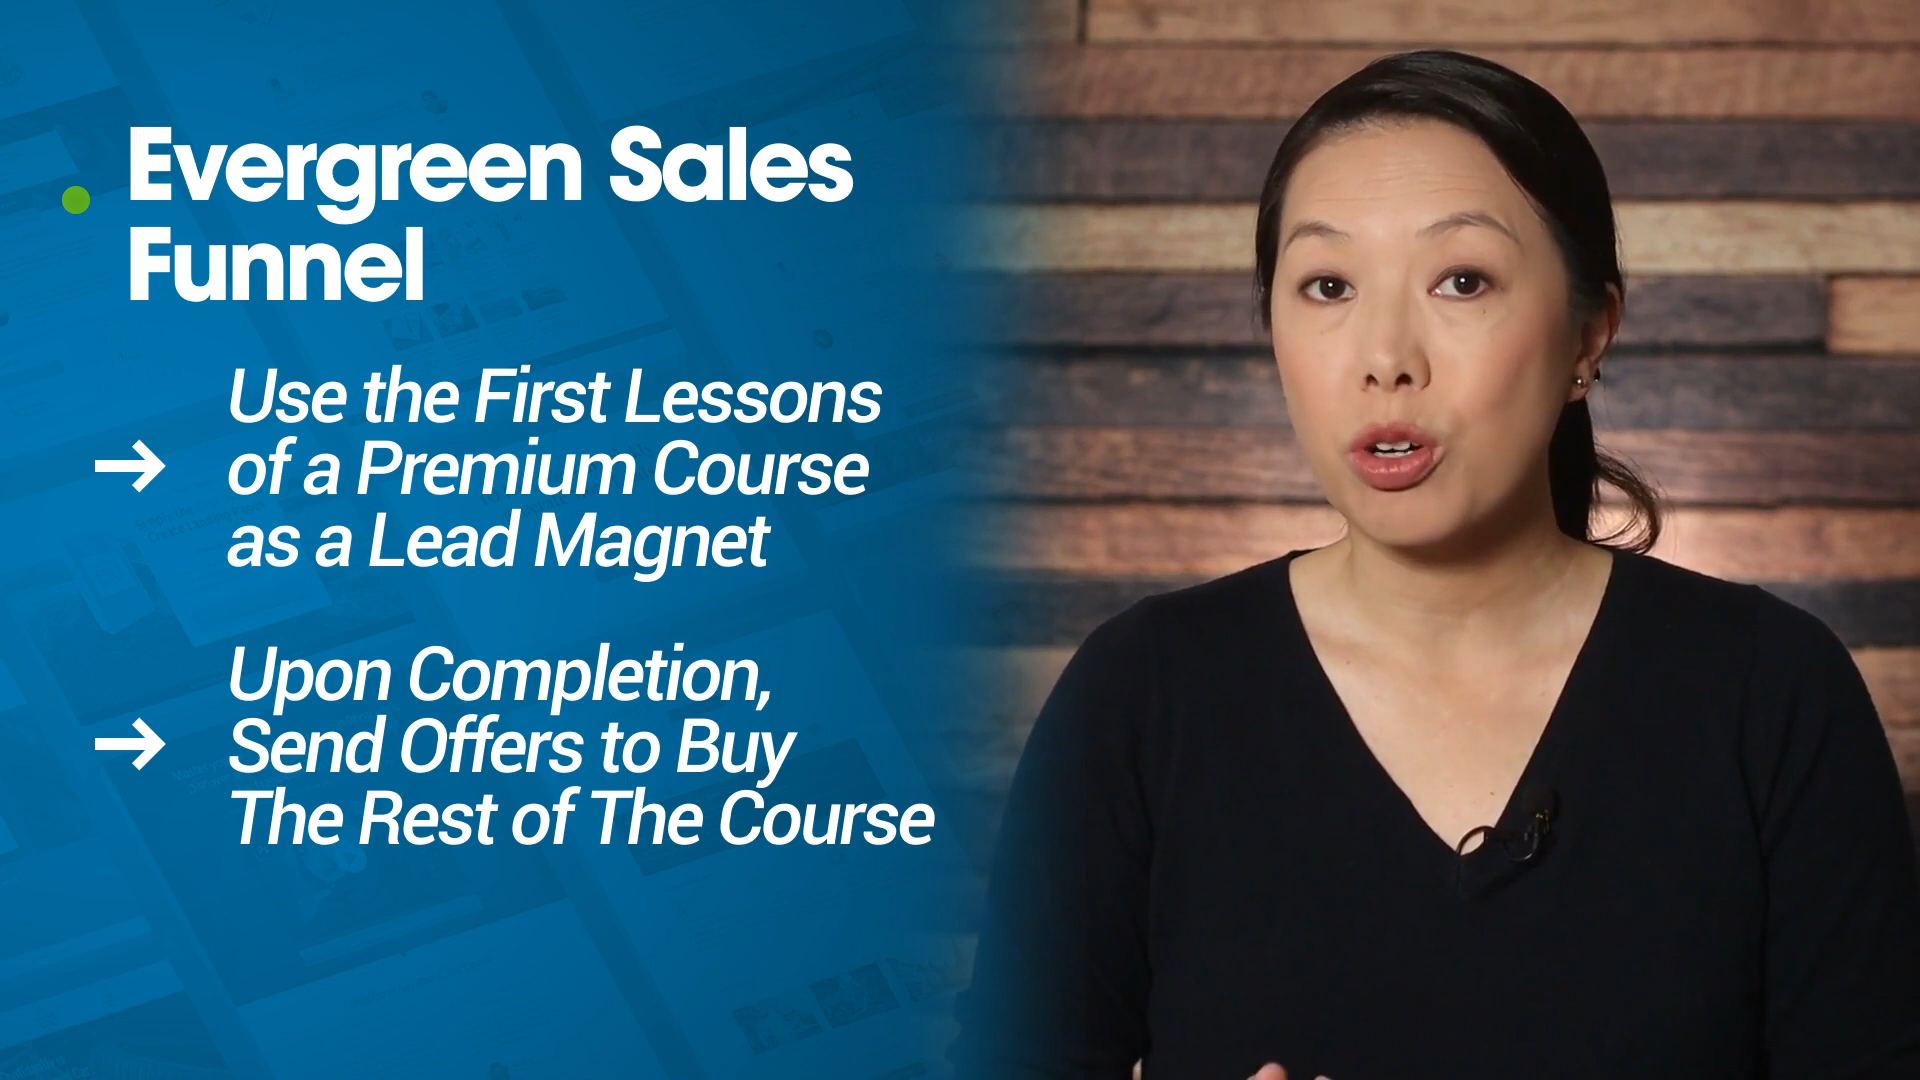 Evergreen Sales
Funnel
Use the First Lessons
of a Premium Course
as a Lead Magnet
Upon Completion,
Send Offers to Buy
The Rest of The Course